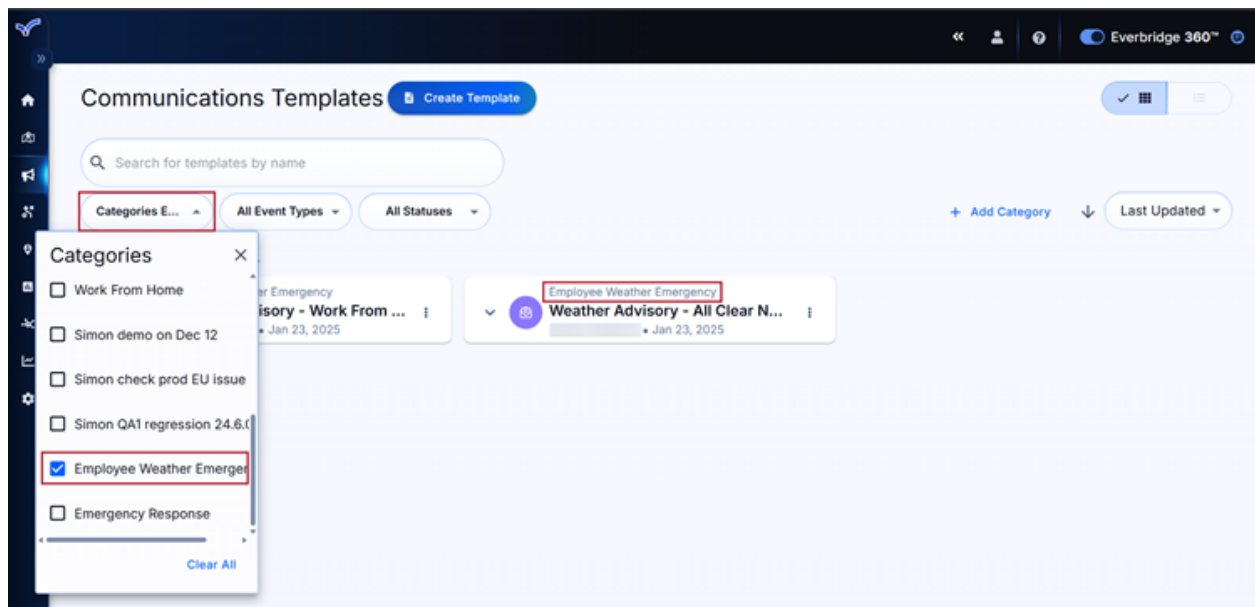 Everbridge 360™
Communications Templates
Create Template
Search for templates by name
Categories E...
All Event Types
All Statuses
+ Add Category
Last Updated
Categories
Work From Home
Simon demo on Dec 12
Simon check prod EU issue
Simon QA1 regression 24.6.
Employee Weather Emerger
Emergency Response
Clear All
er Emergency
isory - Work From ...
• Jan 23, 2025
Employee Weather Emergency
Weather Advisory - All Clear N...
• Jan 23, 2025